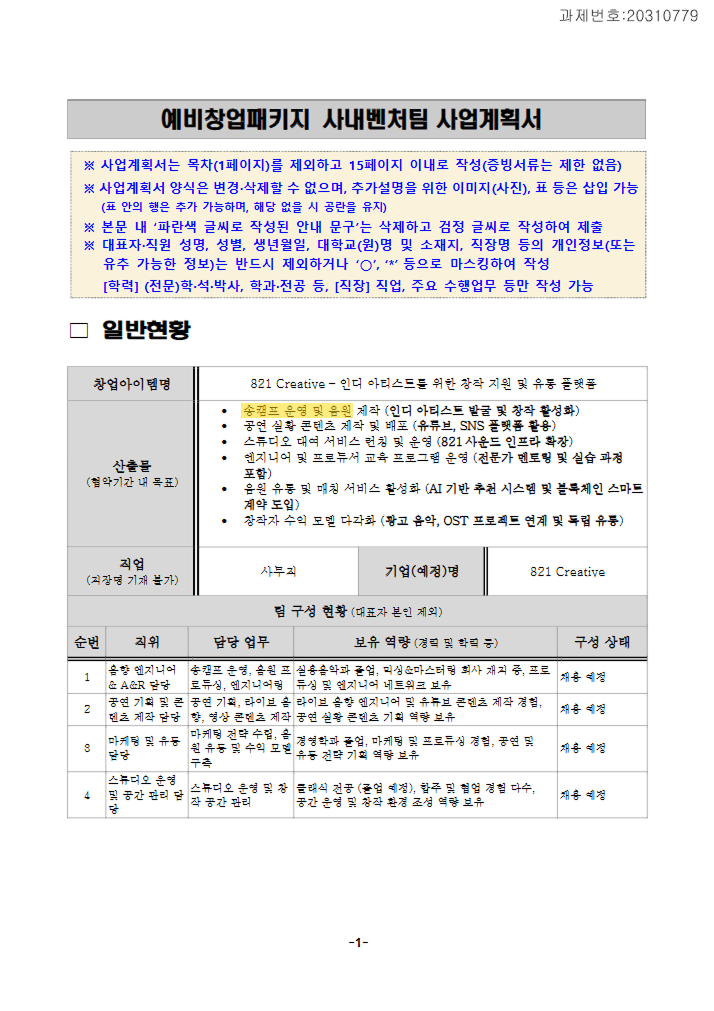 과제번호:20310779
예비창업패키지 사내벤처팀 사업계획서
※ 사업계획서는 목차(1페이지)를 제외하고 15페이지 이내로 작성(증빙서류는 제한 없음)
※ 사업계획서 양식은 변경·삭제할 수 없으며, 추가설명을 위한 이미지(사진), 표 등은 삽입 가능
(표 안의 행은 추가 가능하며, 해당 없을 시 공란을 유지)
※ 본문 내 ‘파란색 글씨로 작성된 안내 문구’는 삭제하고 검정 글씨로 작성하여 제출
※ 대표자·직원 성명, 성별, 생년월일, 대학교(원)명 및 소재지, 직장명 등의 개인정보(또는
유추 가능한 정보)는 반드시 제외하거나 ‘○’, ‘*’ 등으로 마스킹하여 작성
[학력] (전문)학·석·박사, 학과·전공 등, [직장] 직업, 주요 수행업무 등만 작성 가능
□ 일반현황
창업아이템명
821 Creative – 인디 아티스트를 위한 창작 지원 및 유통 플랫폼
산출물
(협약기간 내 목표)
• 송캠프 운영 및 음원 제작 (인디 아티스트 발굴 및 창작 활성화)
• 공연 실황 콘텐츠 제작 및 배포 (유튜브, SNS 플랫폼 활용)
• 스튜디오 대여 서비스 런칭 및 운영 (821 사운드 인프라 확장)
• 엔지니어 및 프로듀서 교육 프로그램 운영 (전문가 멘토링 및 실습 과정
포함)
• 음원 유통 및 매칭 서비스 활성화 (AI 기반 추천 시스템 및 블록체인 스마트
계약 도입)
• 창작자 수익 모델 다각화 (광고 음악, OST 프로젝트 연계 및 독립 유통)
직업
(직장명 기재 불가)
사무직
기업(예정)명
821 Creative
팀 구성 현황 (대표자 본인 제외)
순번 직위 담당 업무 보유 역량 (경력 및 학력 등) 구성 상태
1
음향 엔지니어
& A&R 담당
송캠프 운영, 음원 프
로듀싱, 엔지니어링
실용음악과 졸업, 믹싱&마스터링 회사 재직 중, 프로
듀싱 및 엔지니어 네트워크 보유
채용 예정
2
공연 기획 및 콘
텐츠 제작 담당
공연 기획, 라이브 음
향, 영상 콘텐츠 제작
라이브 음향 엔지니어 및 유튜브 콘텐츠 제작 경험,
공연 실황 콘텐츠 기획 역량 보유
채용 예정
3
마케팅 및 유통
담당
마케팅 전략 수립, 음
원 유통 및 수익 모델
구축
경영학과 졸업, 마케팅 및 프로듀싱 경험, 공연 및
유통 전략 기획 역량 보유
채용 예정
4
스튜디오 운영
및 공간 관리 담
당
스튜디오 운영 및 창
작 공간 관리
클래식 전공 (졸업 예정), 합주 및 협업 경험 다수,
공간 운영 및 창작 환경 조성 역량 보유
채용 예정
-1-